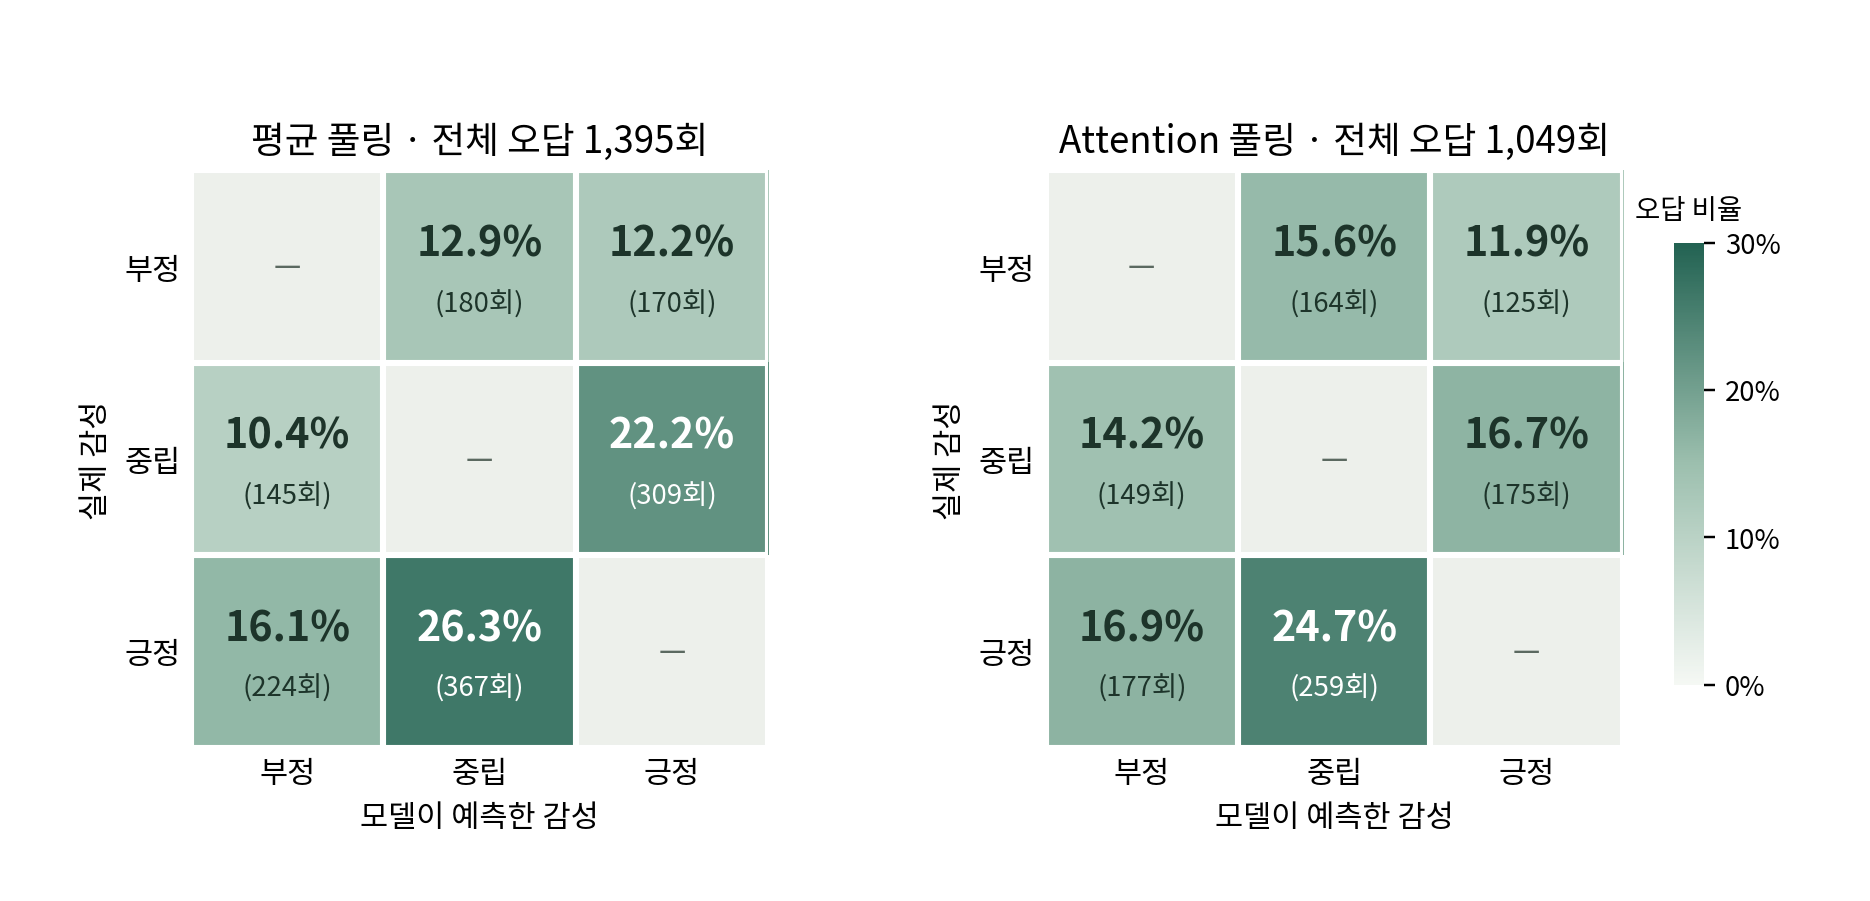 평균 풀링 · 전체 오답 1,395회
부정
—
12.9%
(180회)
12.2%
(170회)
실제 감성
중립
10.4%
(145회)
—
22.2%
(309회)
긍정
16.1%
(224회)
26.3%
(367회)
—
부정
중립
긍정
모델이 예측한 감성
Attention 풀링 · 전체 오답 1,049회
부정
—
15.6%
(164회)
11.9%
(125회)
실제 감성
중립
14.2%
(149회)
—
16.7%
(175회)
긍정
16.9%
(177회)
24.7%
(259회)
—
부정
중립
긍정
모델이 예측한 감성
오답 비율
30%
20%
10%
0%